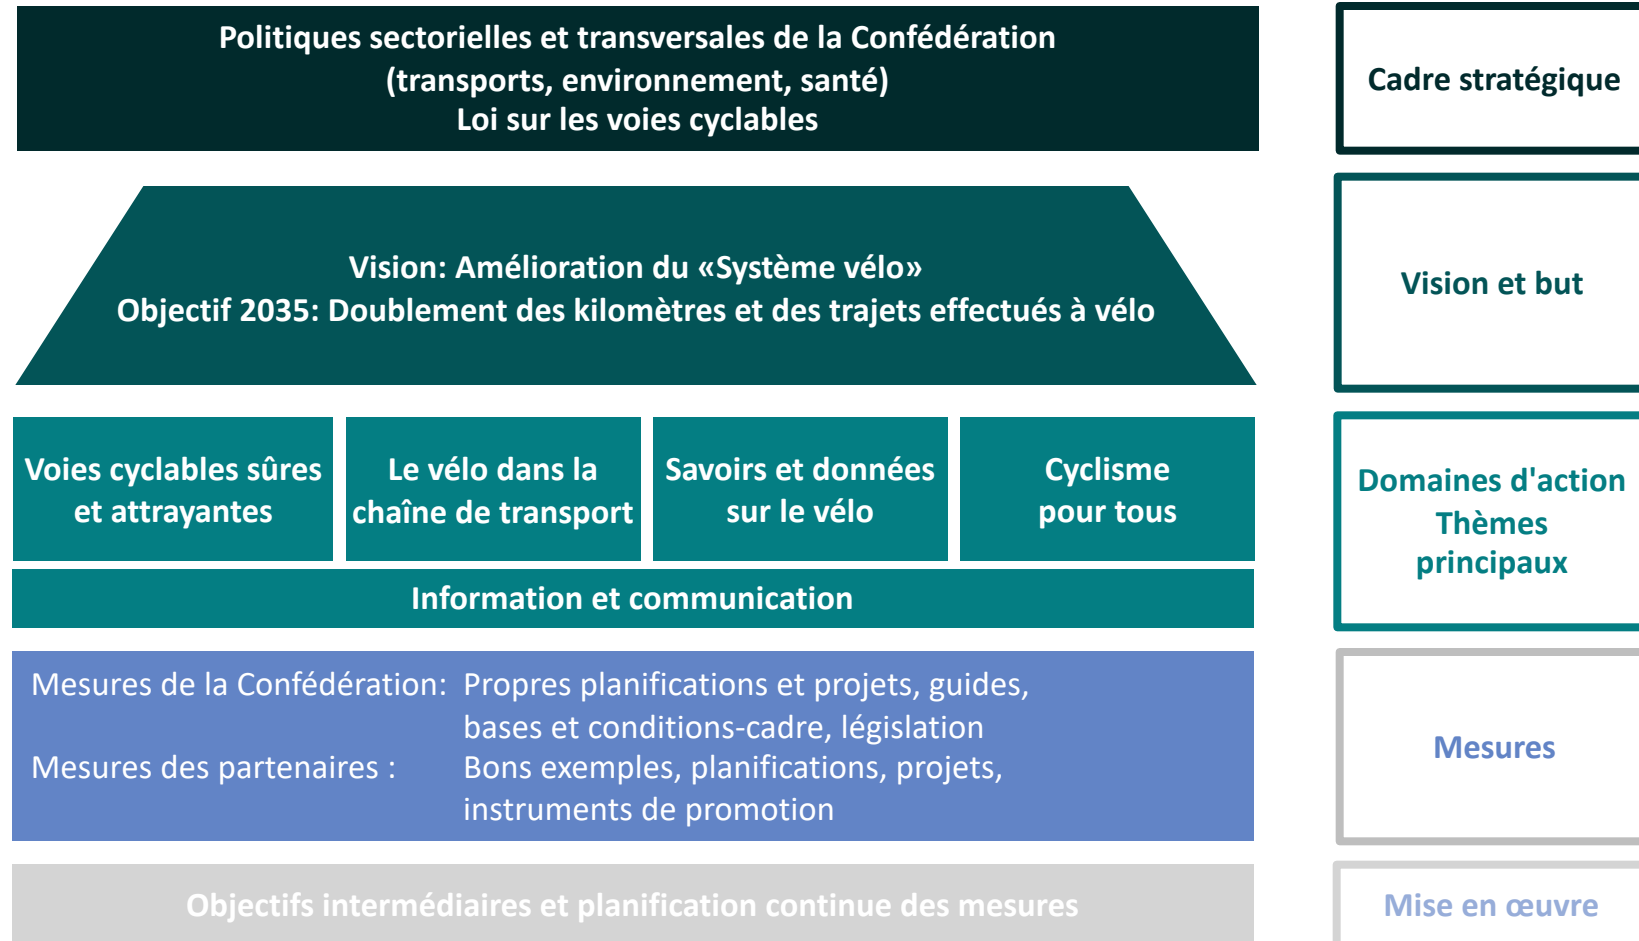 Politiques sectorielles et transversales de la Confédération
(transports, environnement, santé)
Loi sur les voies cyclables
Cadre stratégique
Vision: Amélioration du «Système vélo»
Objectif 2035: Doublement des kilomètres et des trajets effectués à vélo
Vision et but
Voies cyclables sûres
et attrayantes
Le vélo dans la
chaîne de transport
Savoirs et données
sur le vélo
Cyclisme
pour tous
Information et communication
Domaines d'action
Thèmes
principaux
Mesures de la Confédération: Propres planifications et projets, guides,
bases et conditions-cadre, législation
Mesures des partenaires : Bons exemples, planifications, projets,
instruments de promotion
Mesures
Objectifs intermédiaires et planification continue des mesures
Mise en œuvre